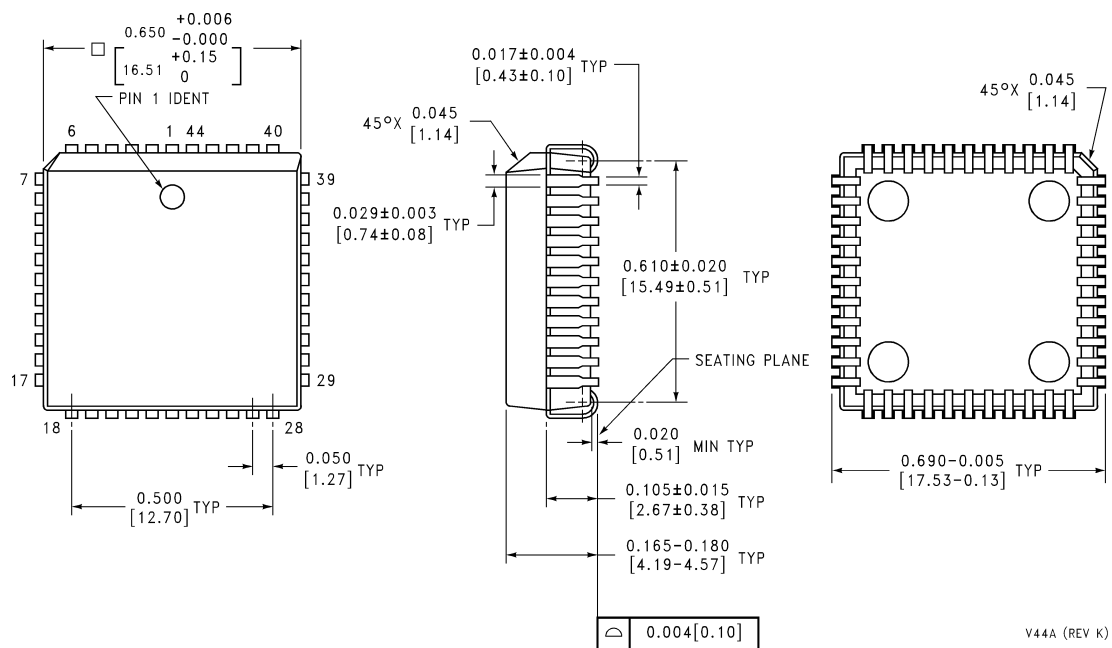 +0.006
0.650 -0.000
+0.15
16.51 0
PIN 1 IDENT
6 1 44 40
7 39
17 29
18 28
0.050
[1.27] TYP
0.500
[12.70] TYP
0.017±0.004
[0.43±0.10] TYP
45°X 0.045
[1.14]
0.029±0.003
[0.74±0.08] TYP
0.610±0.020
[15.49±0.51] TYP
SEATING PLANE
0.020
[0.51] MIN TYP
0.105±0.015
[2.67±0.38] TYP
0.165-0.180
[4.19-4.57] TYP
0.004[0.10]
45°X 0.045
[1.14]
0.690-0.005
[17.53-0.13] TYP
V44A (REV K)